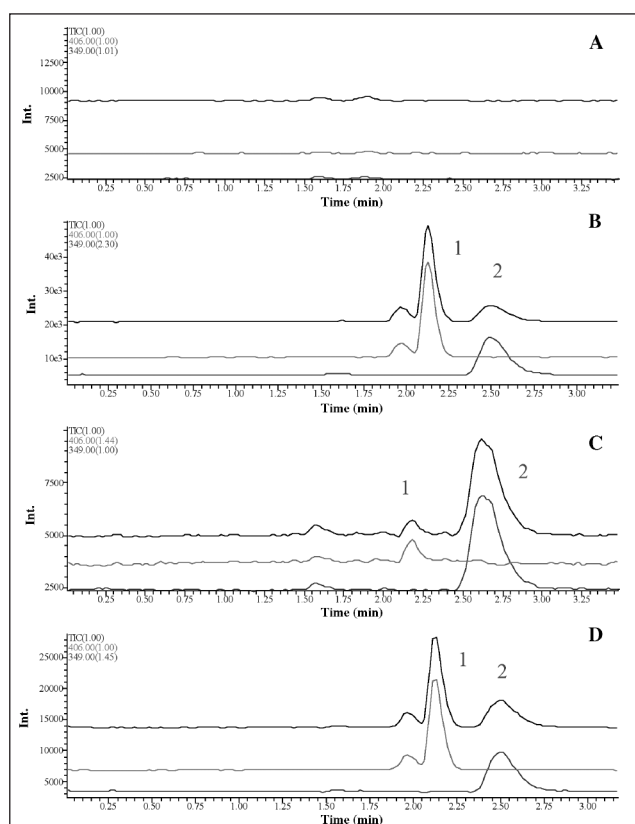 TIC(1.00)
406.00(1.00)
349.00(1.01)
A
12500
10000
7500
5000
2500
Int.
0.25 0.50 0.75 1.00 1.25 1.50 1.75 2.00 2.25 2.50 2.75 3.00 3.25
Time (min)
TIC(1.00)
406.00(1.00)
349.00(2.30)
B
1
2
40e3
30e3
20e3
10e3
Int.
0.25 0.50 0.75 1.00 1.25 1.50 1.75 2.00 2.25 2.50 2.75 3.00 3.25
Time (min)
TIC(1.00)
406.00(1.44)
349.00(1.00)
C
1
2
7500
5000
2500
Int.
0.25 0.50 0.75 1.00 1.25 1.50 1.75 2.00 2.25 2.50 2.75 3.00 3.25
Time (min)
TIC(1.00)
406.00(1.00)
349.00(1.45)
D
1
2
25000
20000
15000
10000
5000
Int.
0.25 0.50 0.75 1.00 1.25 1.50 1.75 2.00 2.25 2.50 2.75 3.00 3.25
Time (min)